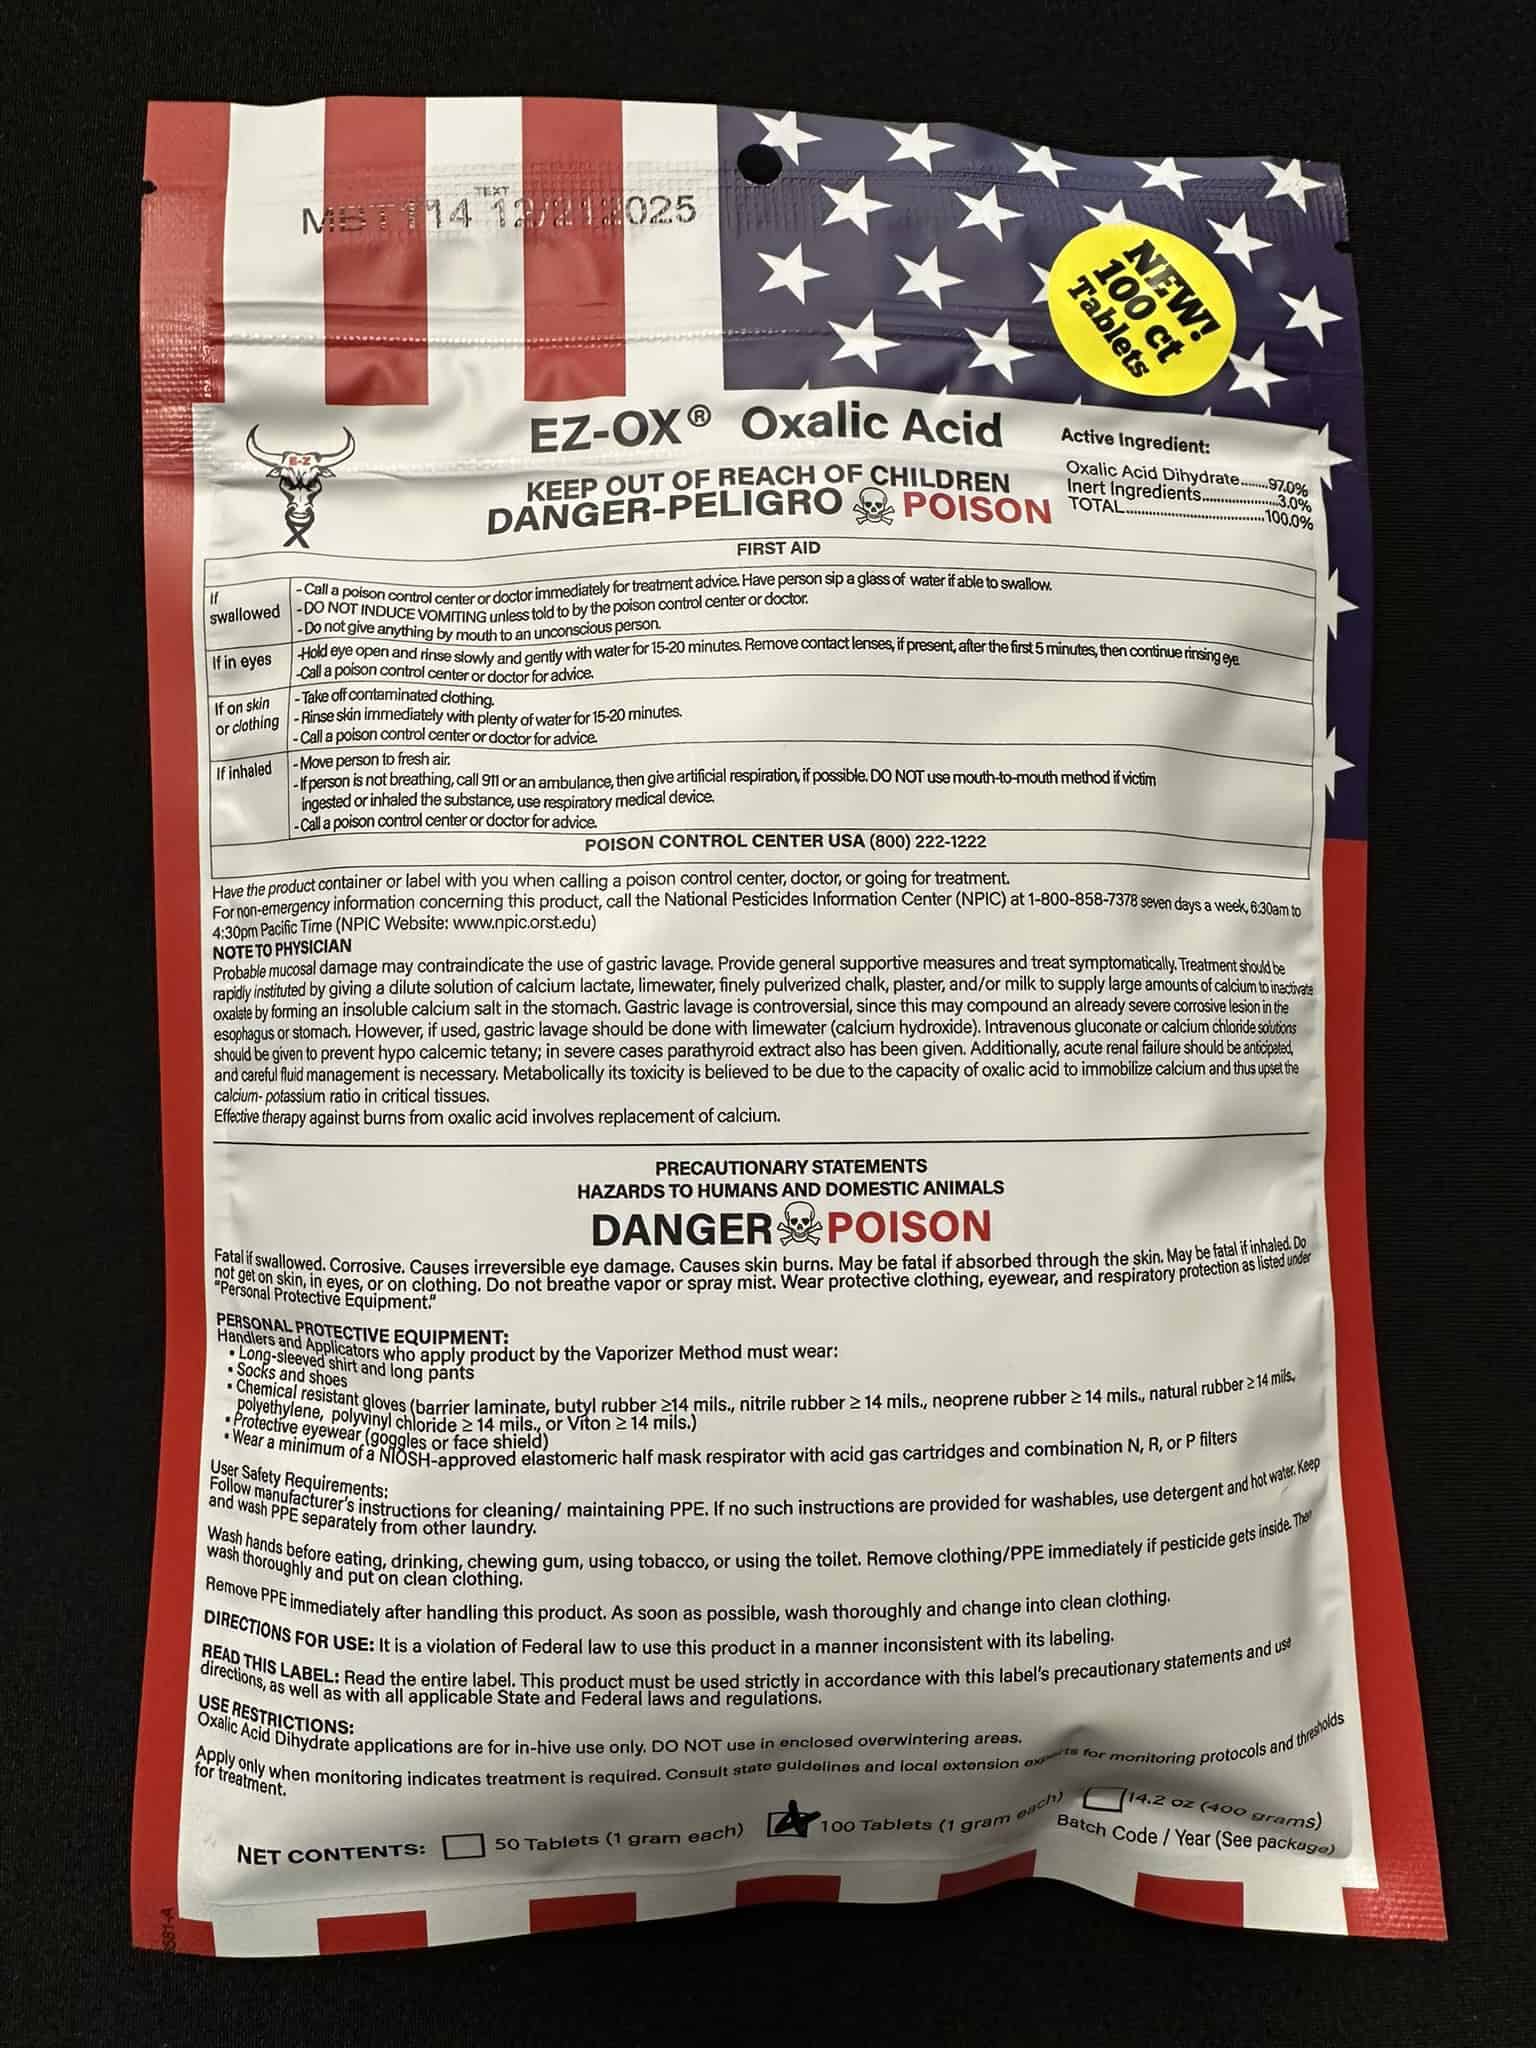 TEXT
12/21/2025
NEW!
100 ct
Tablets
E-Z
EZ-OX® Oxalic Acid
KEEP OUT OF REACH OF CHILDREN
DANGER-PELIGRO POISON
Active Ingredient:
Oxalic Acid Dihydrate.......97.0%
Inert Ingredients...................3.0%
TOTAL...................................100.0%
FIRST AID
If swallowed
- Call a poison control center or doctor immediately for treatment advice. Have person sip a glass of water if able to swallow.
- DO NOT INDUCE VOMITING unless told to by the poison control center or doctor.
- Do not give anything by mouth to an unconscious person.
If in eyes
-Hold eye open and rinse slowly and gently with water for 15-20 minutes. Remove contact lenses, if present, after the first 5 minutes, then continue rinsing eye.
-Call a poison control center or doctor for advice.
If on skin
or clothing
- Take off contaminated clothing.
- Rinse skin immediately with plenty of water for 15-20 minutes.
- Call a poison control center or doctor for advice.
If inhaled
- Move person to fresh air.
- If person is not breathing, call 911 or an ambulance, then give artificial respiration, if possible. DO NOT use mouth-to-mouth method if victim
ingested or inhaled the substance, use respiratory medical device.
- Call a poison control center or doctor for advice.
POISON CONTROL CENTER USA (800) 222-1222
Have the product container or label with you when calling a poison control center, doctor, or going for treatment.
For non-emergency information concerning this product, call the National Pesticides Information Center (NPIC) at 1-800-858-7378 seven days a week, 6:30am to
4:30pm Pacific Time (NPIC Website: www.npic.orst.edu)
NOTE TO PHYSICIAN
Probable mucosal damage may contraindicate the use of gastric lavage. Provide general supportive measures and treat symptomatically. Treatment should be
rapidly instituted by giving a dilute solution of calcium lactate, limewater, finely pulverized chalk, plaster, and/or milk to supply large amounts of calcium to inactivate
oxalate by forming an insoluble calcium salt in the stomach. Gastric lavage is controversial, since this may compound an already severe corrosive lesion in the
esophagus or stomach. However, if used, gastric lavage should be done with limewater (calcium hydroxide). Intravenous gluconate or calcium chloride solutions
should be given to prevent hypo calcemic tetany; in severe cases parathyroid extract also has been given. Additionally, acute renal failure should be anticipated,
and careful fluid management is necessary. Metabolically its toxicity is believed to be due to the capacity of oxalic acid to immobilize calcium and thus upset the
calcium- potassium ratio in critical tissues.
Effective therapy against burns from oxalic acid involves replacement of calcium.
PRECAUTIONARY STATEMENTS
HAZARDS TO HUMANS AND DOMESTIC ANIMALS
DANGER POISON
Fatal if swallowed. Corrosive. Causes irreversible eye damage. Causes skin burns. May be fatal if absorbed through the skin. May be fatal if inhaled. Do
not get on skin, in eyes, or on clothing. Do not breathe vapor or spray mist. Wear protective clothing, eyewear, and respiratory protection as listed under
"Personal Protective Equipment."
PERSONAL PROTECTIVE EQUIPMENT:
Handlers and Applicators who apply product by the Vaporizer Method must wear:
• Long-sleeved shirt and long pants
• Socks and shoes
• Chemical resistant gloves (barrier laminate, butyl rubber ≥14 mils., nitrile rubber ≥ 14 mils., neoprene rubber ≥ 14 mils., natural rubber ≥ 14 mils.,
polyethylene, polyvinyl chloride ≥ 14 mils., or Viton ≥ 14 mils.)
• Protective eyewear (goggles or face shield)
• Wear a minimum of a NIOSH-approved elastomeric half mask respirator with acid gas cartridges and combination N, R, or P filters
User Safety Requirements:
Follow manufacturer's instructions for cleaning/ maintaining PPE. If no such instructions are provided for washables, use detergent and hot water. Keep
and wash PPE separately from other laundry.
Wash hands before eating, drinking, chewing gum, using tobacco, or using the toilet. Remove clothing/PPE immediately if pesticide gets inside. Then
wash thoroughly and put on clean clothing.
Remove PPE immediately after handling this product. As soon as possible, wash thoroughly and change into clean clothing.
DIRECTIONS FOR USE: It is a violation of Federal law to use this product in a manner inconsistent with its labeling.
READ THIS LABEL: Read the entire label. This product must be used strictly in accordance with this label's precautionary statements and use
directions, as well as with all applicable State and Federal laws and regulations.
USE RESTRICTIONS:
Oxalic Acid Dihydrate applications are for in-hive use only. DO NOT use in enclosed overwintering areas.
Apply only when monitoring indicates treatment is required. Consult state guidelines and local extension experts for monitoring protocols and thresholds
for treatment.
NET CONTENTS: 50 Tablets (1 gram each) 100 Tablets (1 gram each) 14.2 oz (400 grams)
Batch Code / Year (See package)